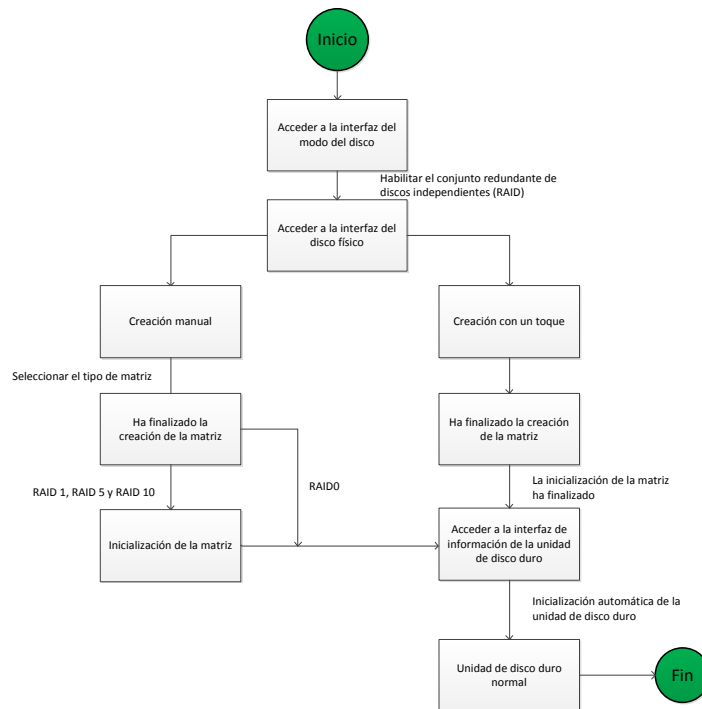 Inicio
Acceder a la interfaz del
modo del disco
Habilitar el conjunto redundante de
discos independientes (RAID)
Acceder a la interfaz del
disco físico
Creación manual
Creación con un toque
Seleccionar el tipo de matriz
Ha finalizado la
creación de la matriz
Ha finalizado la creación
de la matriz
RAID 1, RAID 5 y RAID 10
RAID0
La inicialización de la matriz
ha finalizado
Inicialización de la matriz
Acceder a la interfaz de
información de la unidad
de disco duro
Inicialización automática de la
unidad de disco duro
Unidad de disco duro
normal
Fin